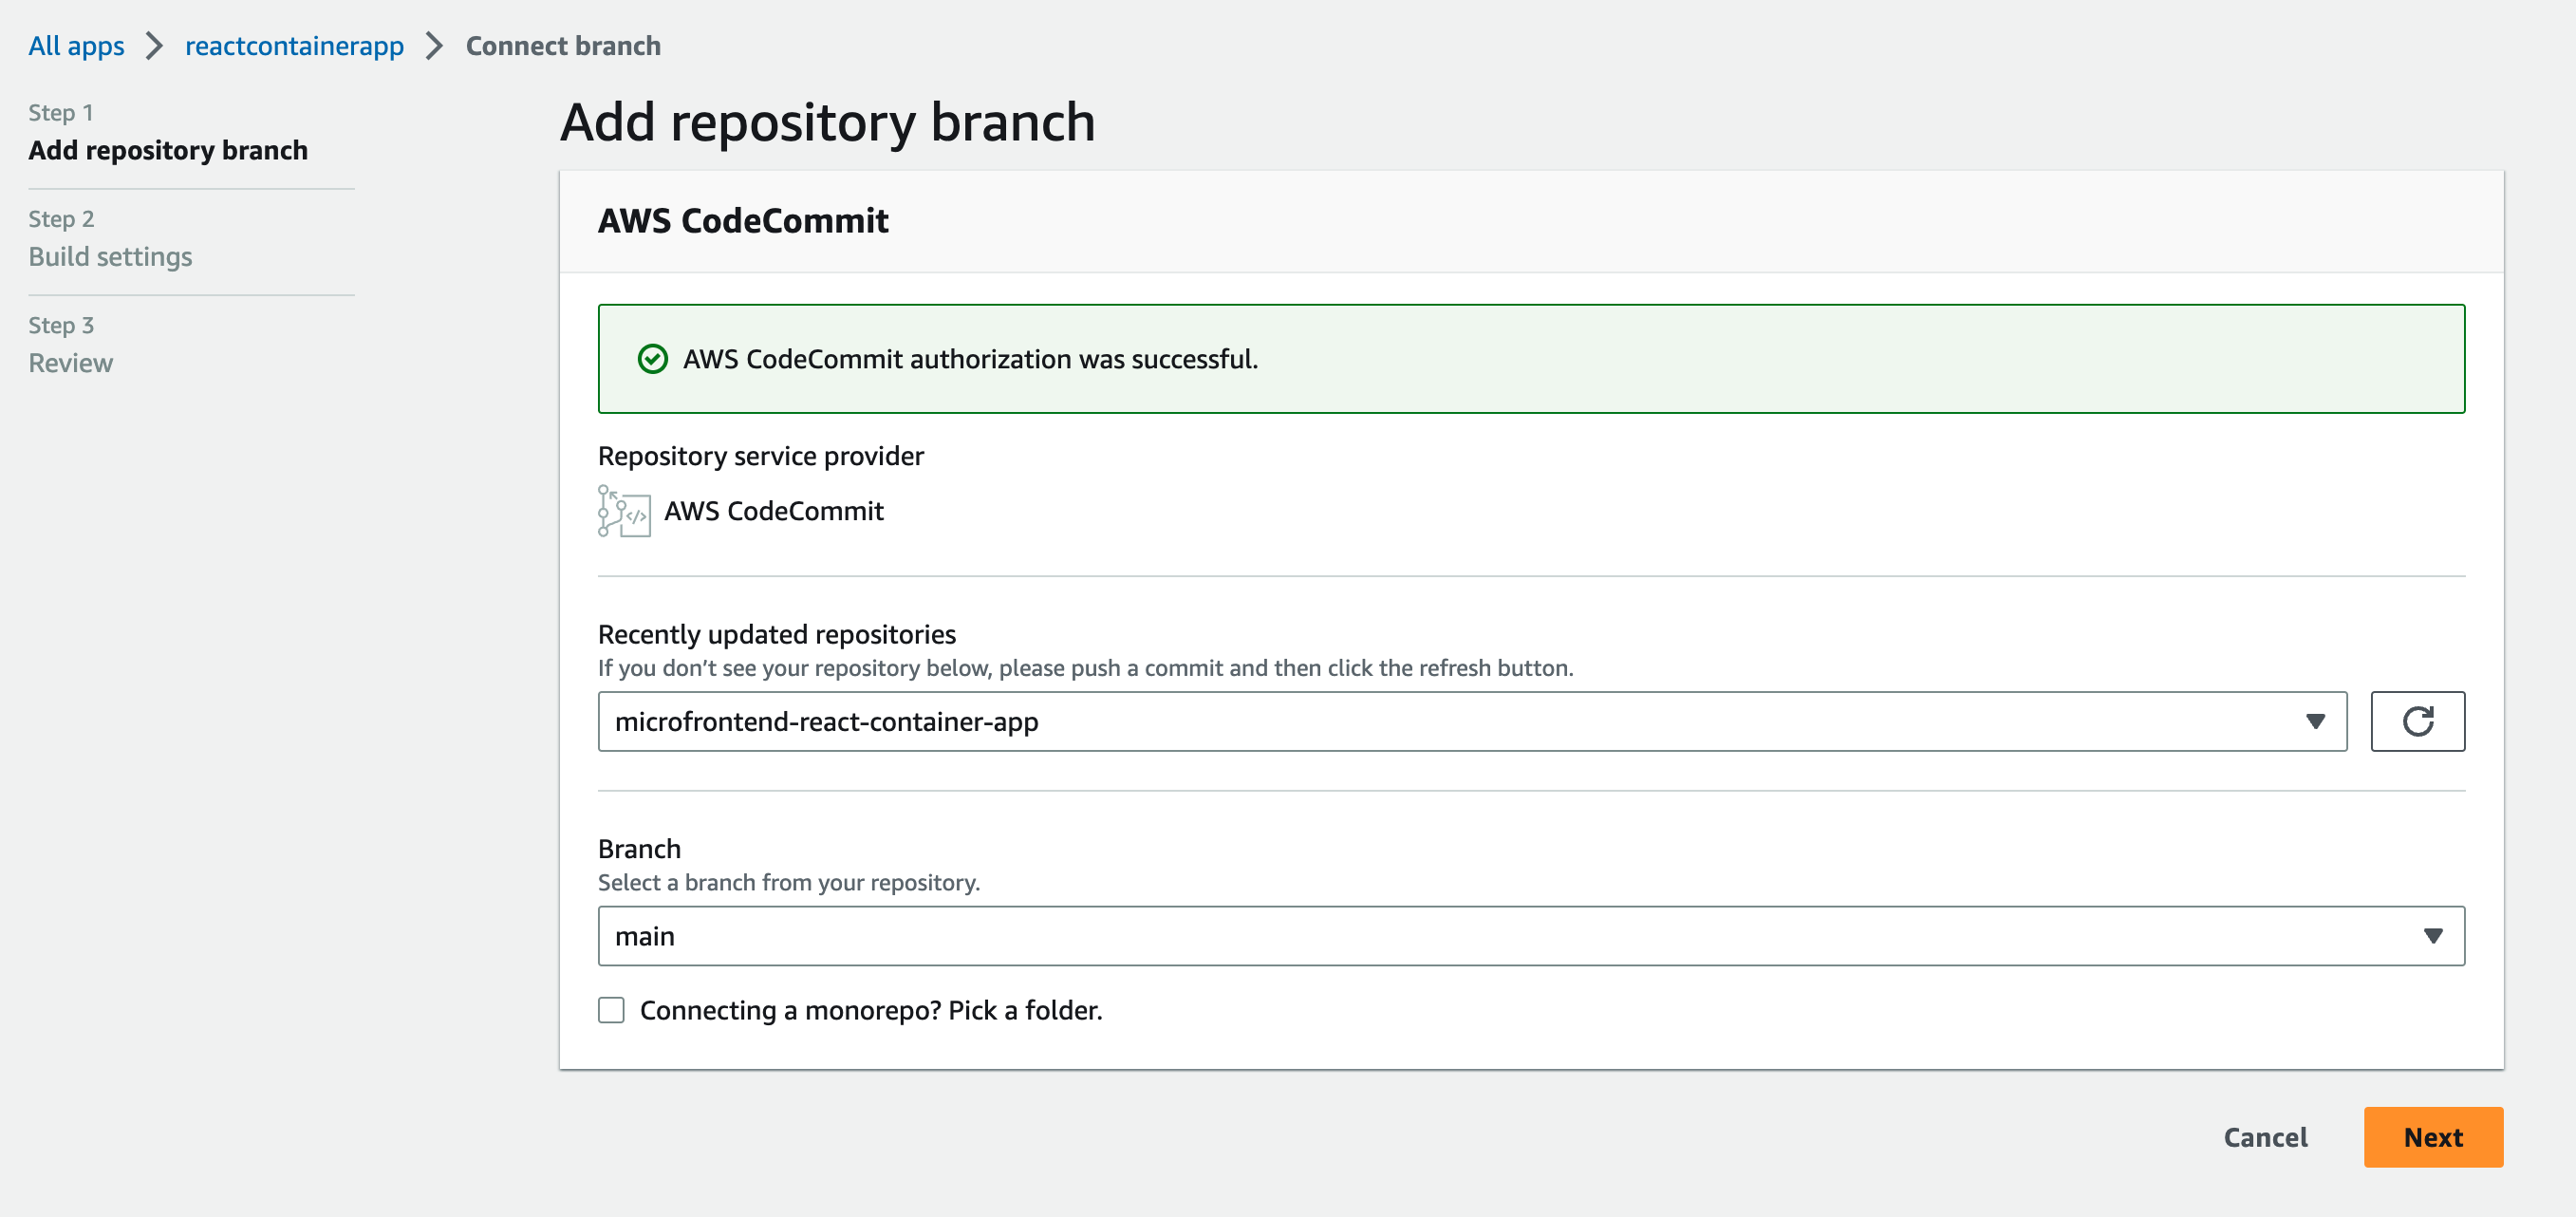 All apps > reactcontainerapp > Connect branch
Step 1
Add repository branch
Step 2
Build settings
Step 3
Review
Add repository branch
AWS CodeCommit
AWS CodeCommit authorization was successful.
Repository service provider
AWS CodeCommit
Recently updated repositories
If you don’t see your repository below, please push a commit and then click the refresh button.
microfrontend-react-container-app
Branch
Select a branch from your repository.
main
Connecting a monorepo? Pick a folder.
Cancel
Next